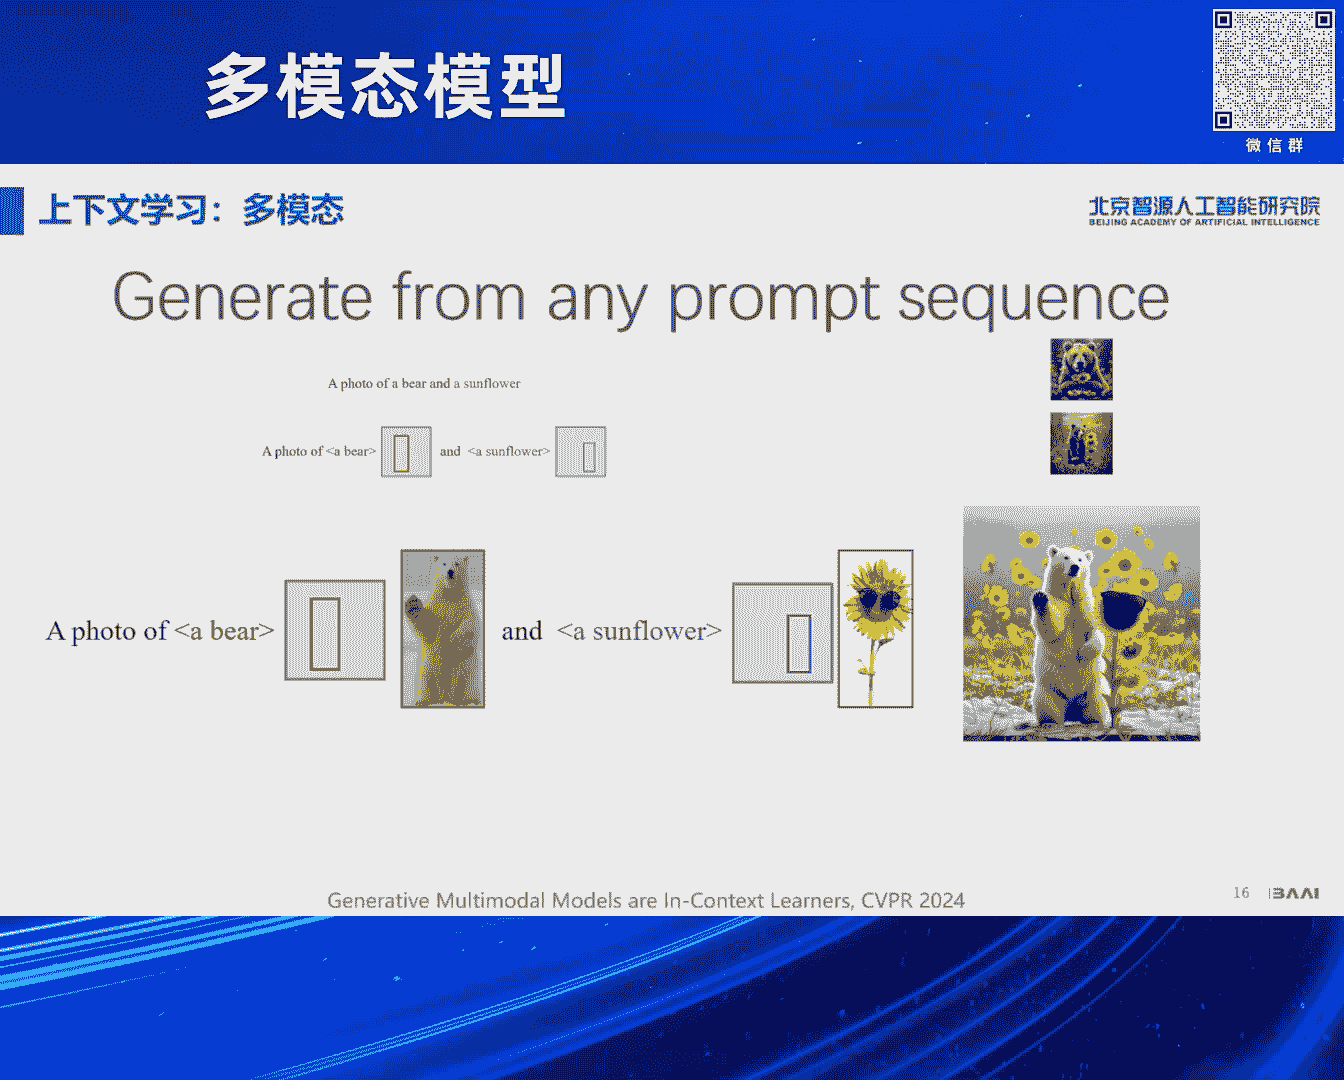 多模态模型
微信群
上下文学习：多模态
北京智源人工智能研究院
BEIJING ACADEMY OF ARTIFICIAL INTELLIGENCE
Generate from any prompt sequence
A photo of a bear and a sunflower
A photo of <a bear> and <a sunflower>
A photo of <a bear> and <a sunflower>
Generative Multimodal Models are In-Context Learners, CVPR 2024
16 BAAI